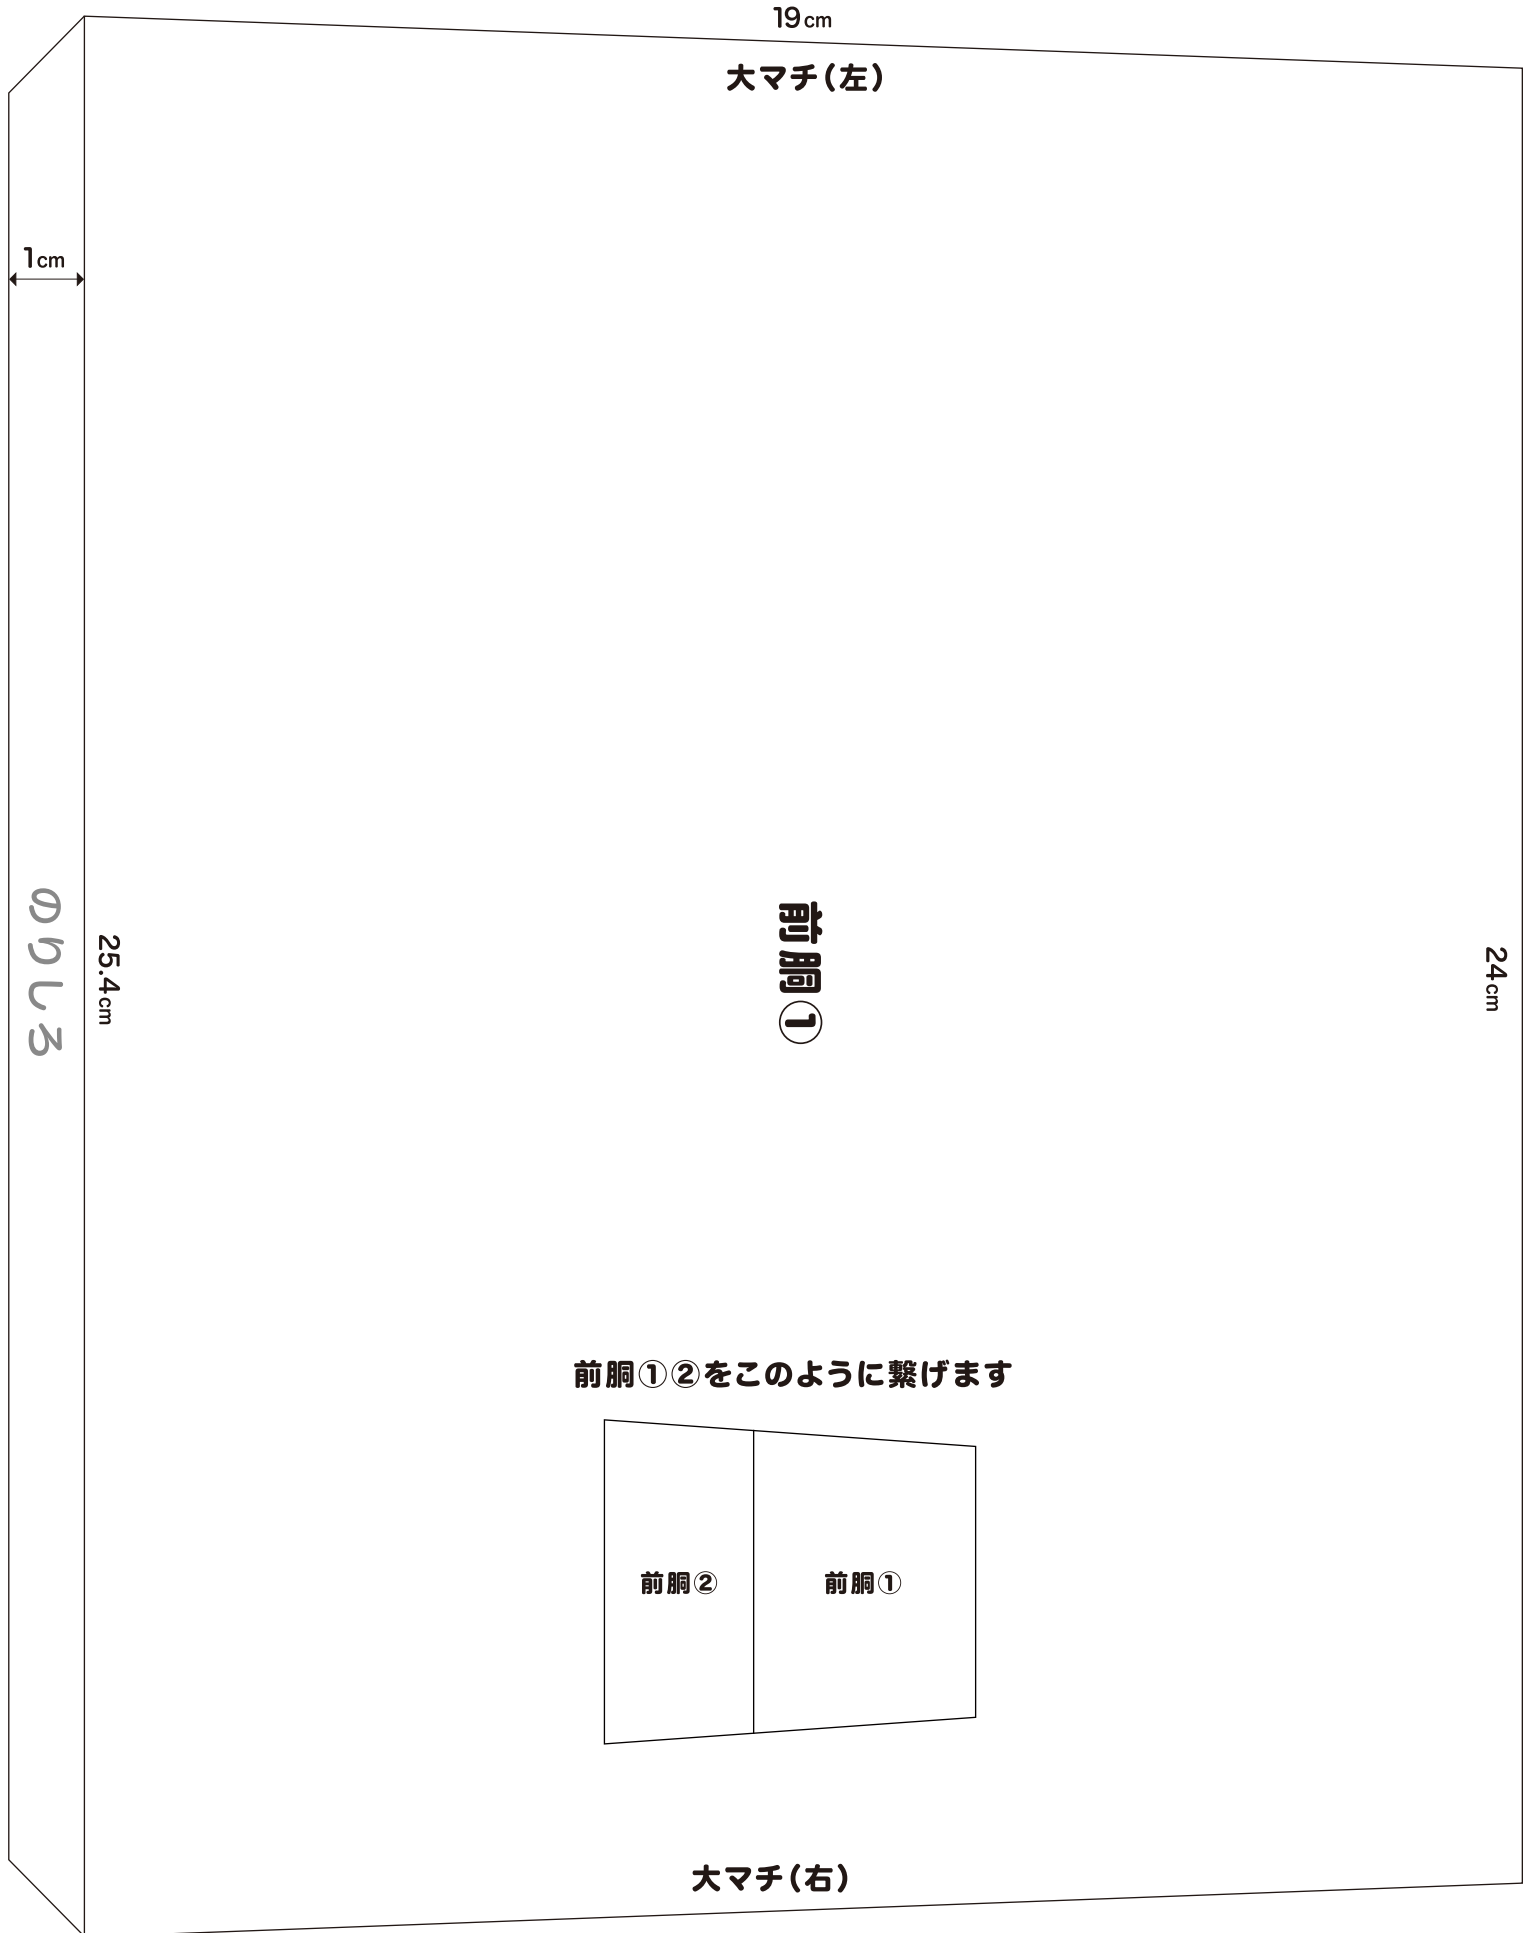 19cm
大マチ（左）
1cm
のりしろ
25.4cm
前胴①
24cm
前胴①②をこのように繋げます
前胴②
前胴①
大マチ（右）